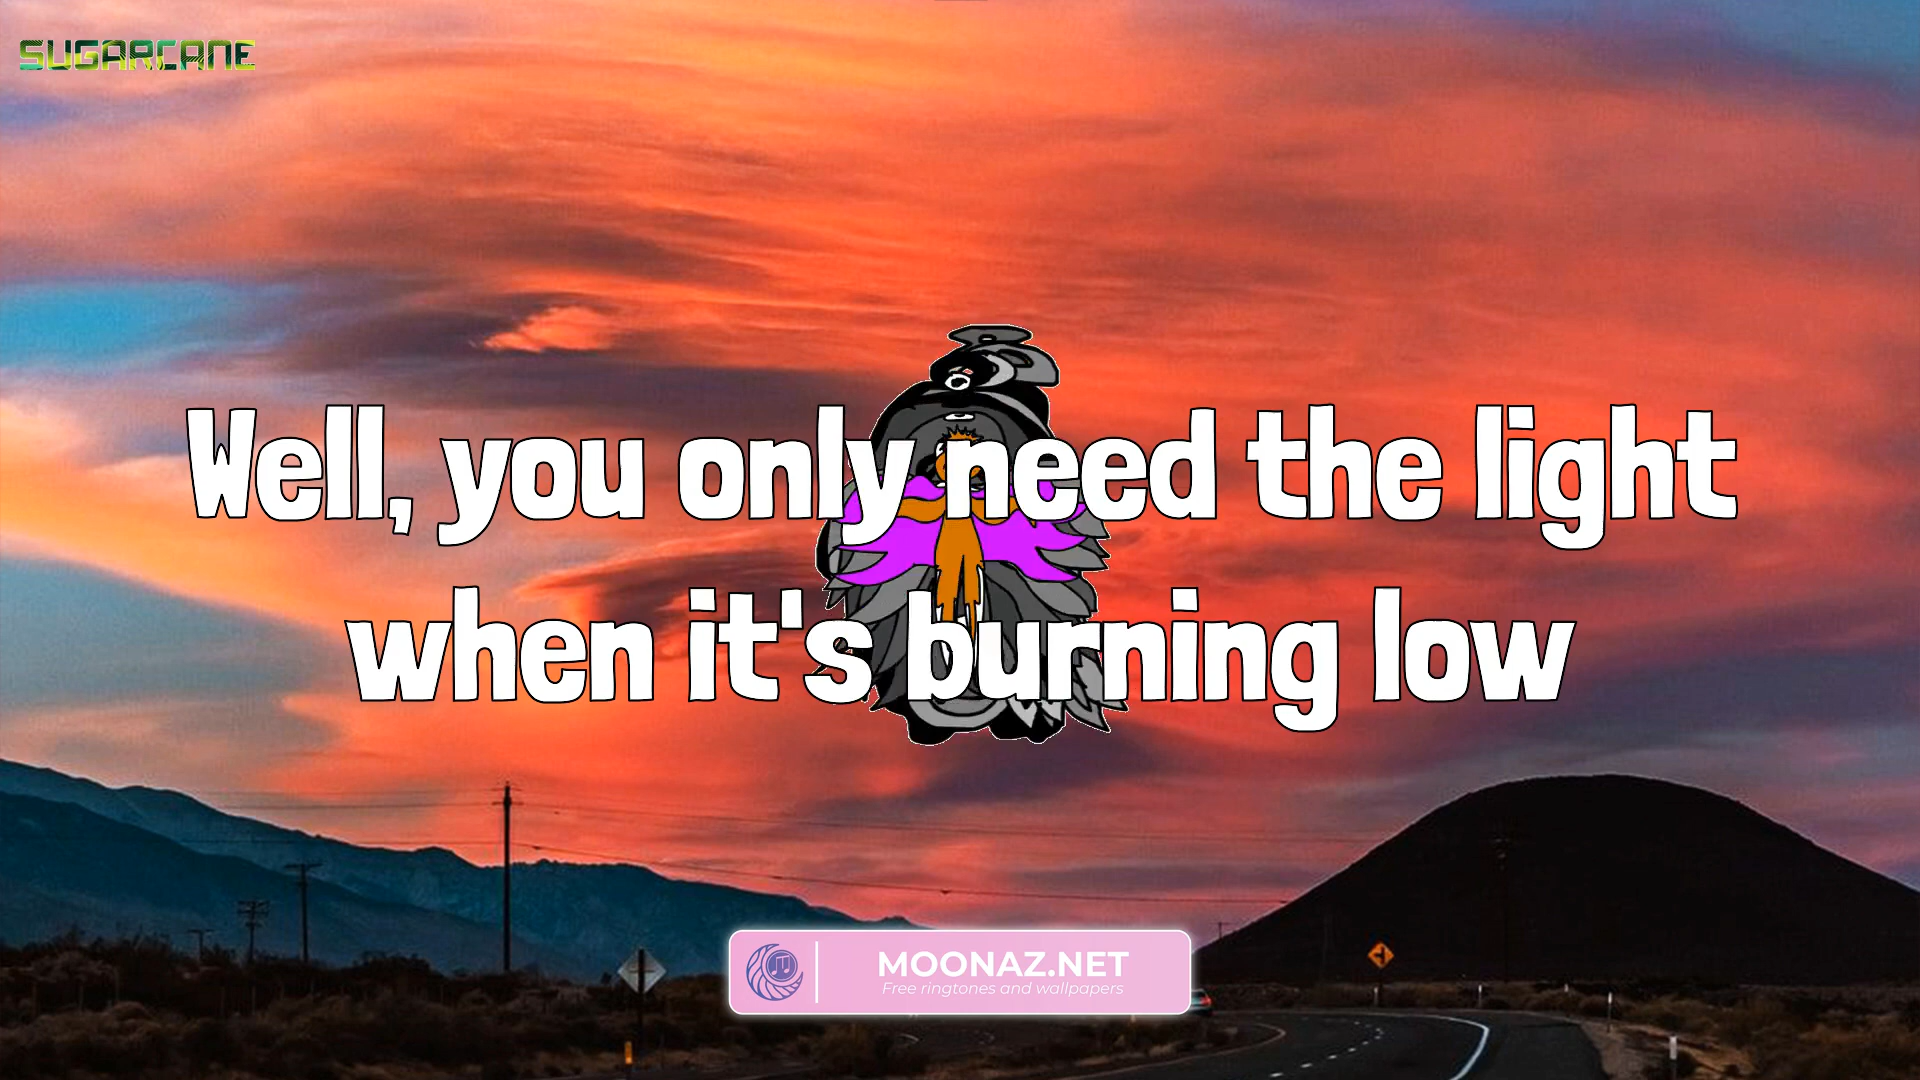 SUGARCANE
Well, you only need the light
when it's burning low
MOONAZ.NET
Free ringtones and wallpapers